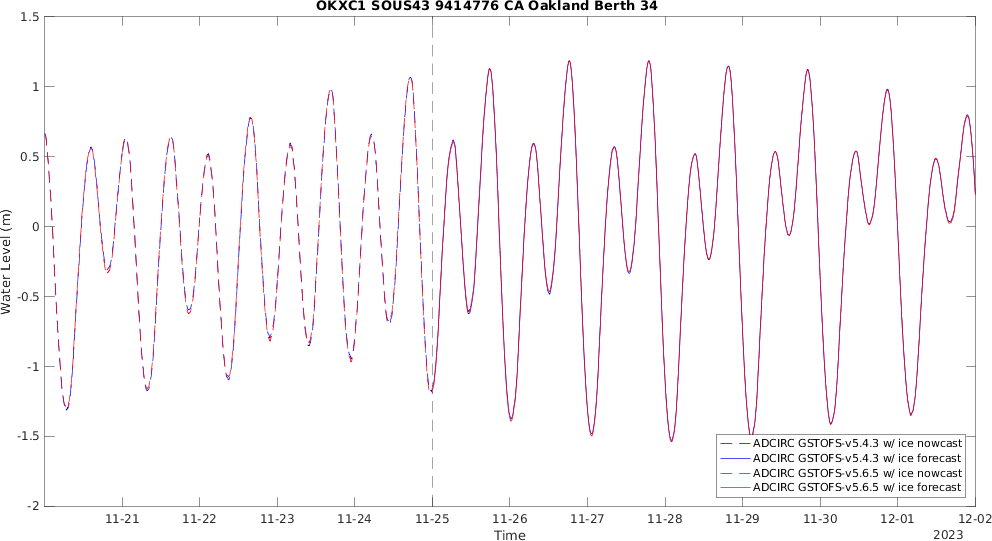 OKXC1 SOUS43 9414776 CA Oakland Berth 34
1.5
1
0.5
0
-0.5
-1
-1.5
-2
Water Level (m)
11-21 11-22 11-23 11-24 11-25 11-26 11-27 11-28 11-29 11-30 12-01 12-02
Time
2023
ADCIRC GSTOFS-v5.4.3 w/ ice nowcast
ADCIRC GSTOFS-v5.4.3 w/ ice forecast
ADCIRC GSTOFS-v5.6.5 w/ ice nowcast
ADCIRC GSTOFS-v5.6.5 w/ ice forecast